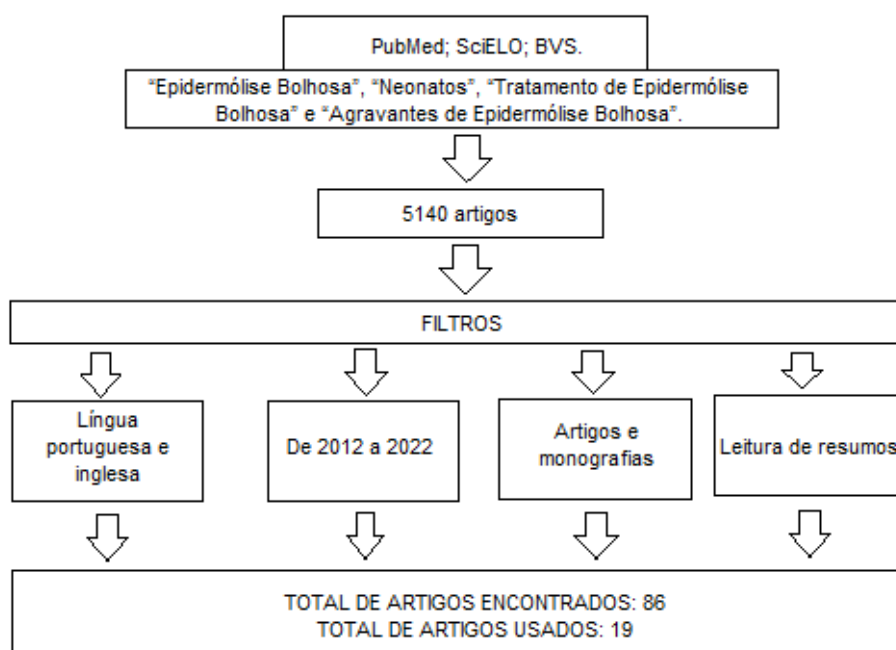 PubMed; SciELO; BVS.
“Epidermólise Bolhosa”, “Neonatos”, “Tratamento de Epidermólise
Bolhosa” e “Agravantes de Epidermólise Bolhosa”.
5140 artigos
FILTROS
Língua
portuguesa e
inglesa
De 2012 a 2022
Artigos e
monografias
Leitura de resumos
TOTAL DE ARTIGOS ENCONTRADOS: 86
TOTAL DE ARTIGOS USADOS: 19